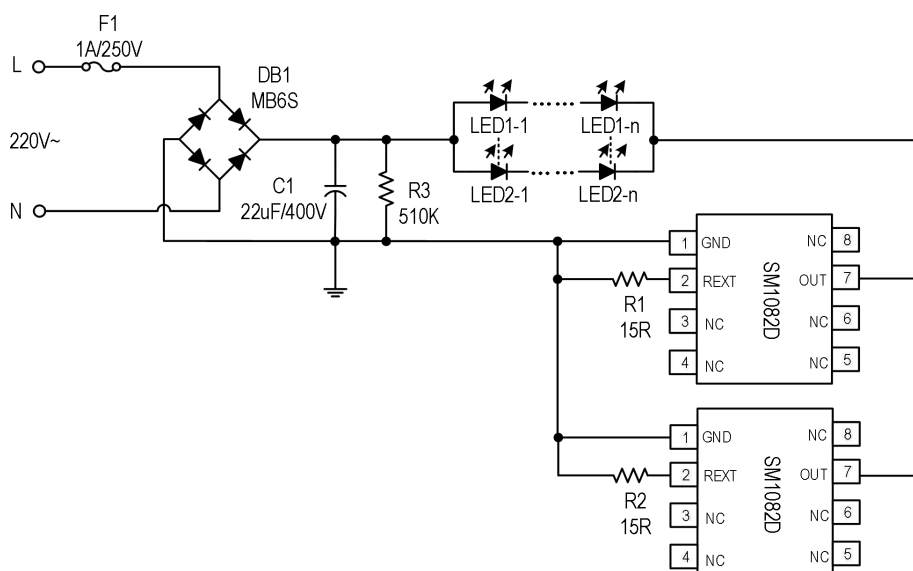 F1
1A/250V
L
DB1
MB6S
220V~
LED1-1
LED1-n
LED2-1
LED2-n
C1
22uF/400V
R3
510K
N
1 GND NC 8
2 REXT OUT 7
3 NC NC 6
4 NC NC 5
SM1082D
R1
15R
1 GND NC 8
2 REXT OUT 7
3 NC NC 6
4 NC NC 5
SM1082D
R2
15R